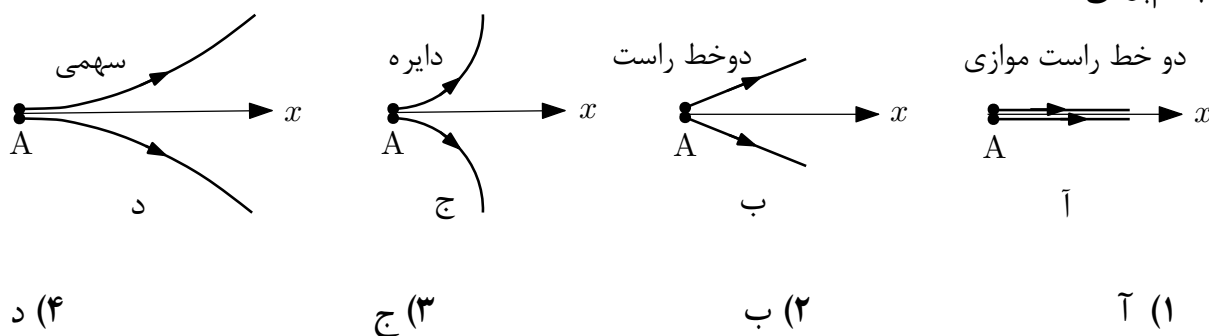 دو خط راست موازی
دوخط راست
دایره
سهمی
x
x
x
x
A
A
A
A
آ
ب
ج
د
۱) آ
۲) ب
۳) ج
۴) د